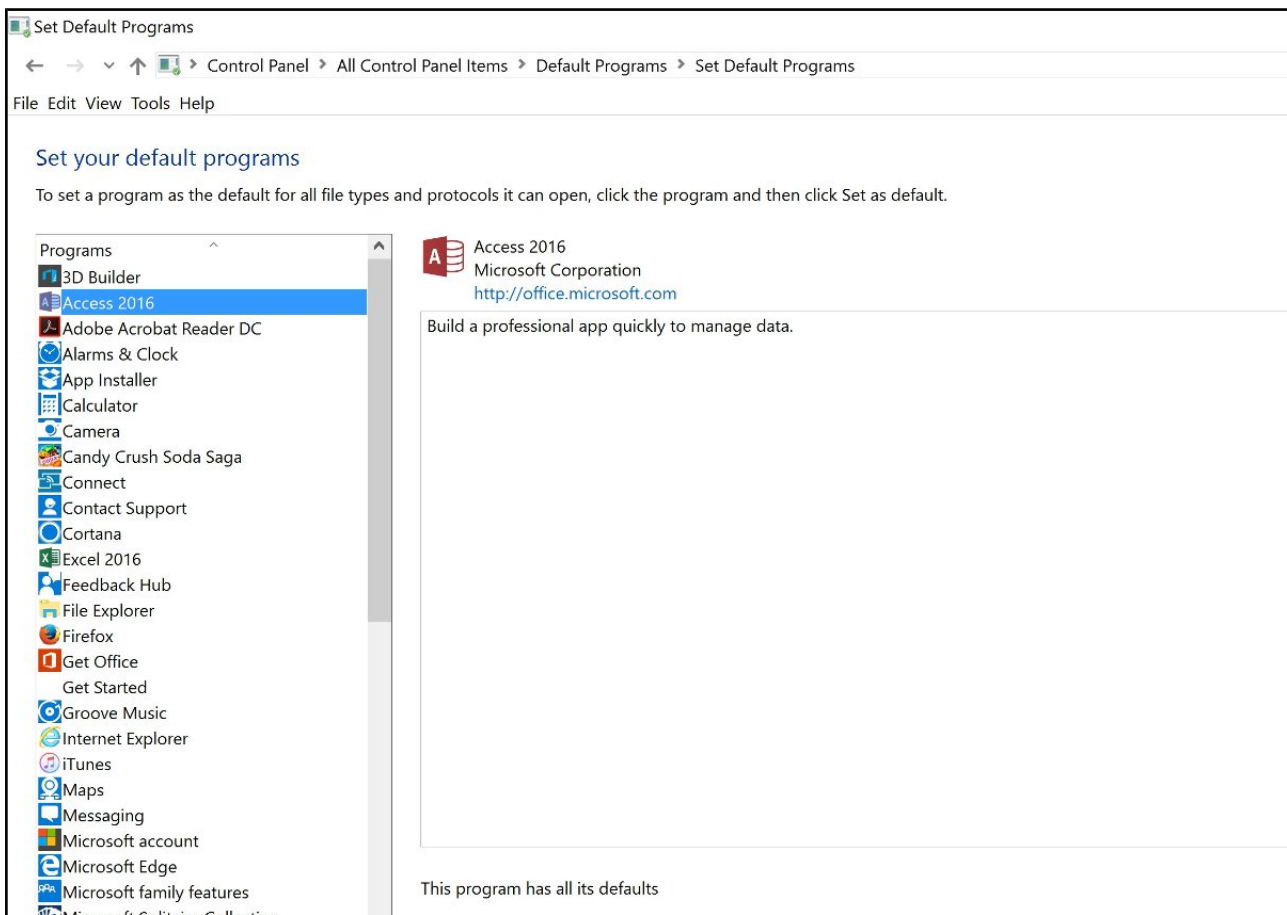 Set Default Programs
Control Panel > All Control Panel Items > Default Programs > Set Default Programs
File Edit View Tools Help
Set your default programs
To set a program as the default for all file types and protocols it can open, click the program and then click Set as default.
Programs
3D Builder
Access 2016
Adobe Acrobat Reader DC
Alarms & Clock
App Installer
Calculator
Camera
Candy Crush Soda Saga
Connect
Contact Support
Cortana
Excel 2016
Feedback Hub
File Explorer
Firefox
Get Office
Get Started
Groove Music
Internet Explorer
iTunes
Maps
Messaging
Microsoft account
Microsoft Edge
Microsoft family features
Microsoft Solitaire Collection
Access 2016
Microsoft Corporation
http://office.microsoft.com
Build a professional app quickly to manage data.
This program has all its defaults